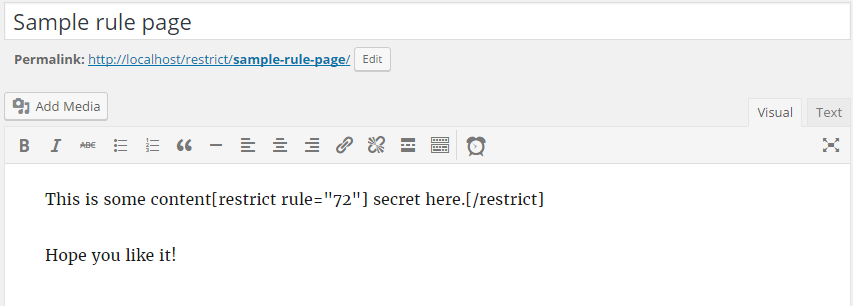 Sample rule page
Permalink: http://localhost/restrict/sample-rule-page/ Edit
Add Media
Visual Text
B I ABC
This is some content[restrict rule="72"] secret here.[/restrict]
Hope you like it!